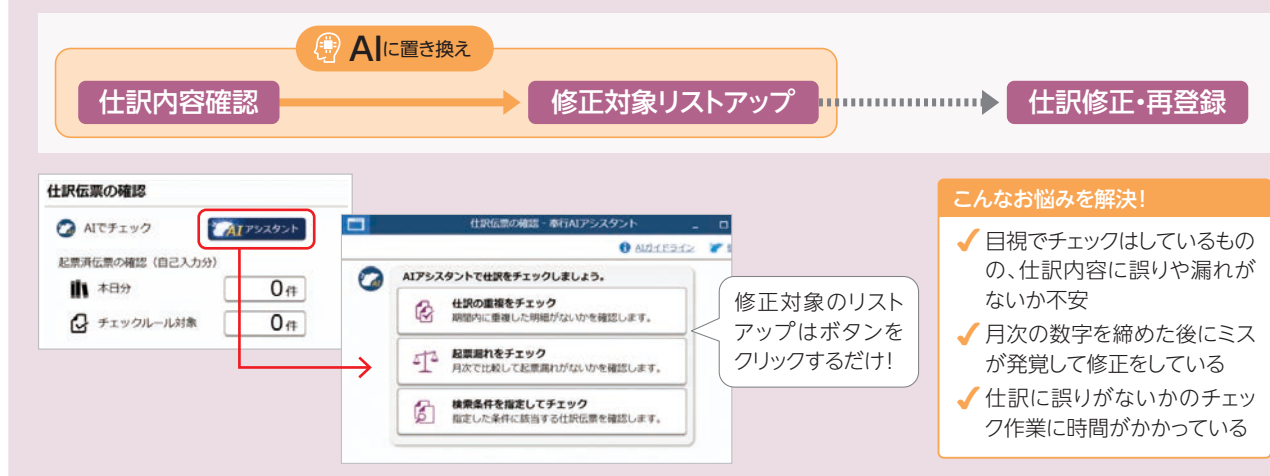 AIに置き換え
仕訳内容確認
修正対象リストアップ
仕訳修正・再登録
仕訳伝票の確認
AIでチェック
AIアシスタント
起票済伝票の確認（自己入力分）
本日分
0件
チェックルール対象
0件
仕訳伝票の確認 - 奉行AIアシスタント
AIガイドライン
AIアシスタントで仕訳をチェックしましょう。
仕訳の重複をチェック
期間内に重複した明細がないかを確認します。
起票漏れをチェック
月次で比較して起票漏れがないかを確認します。
検索条件を指定してチェック
指定した条件に該当する仕訳伝票を確認します。
修正対象のリスト
アップはボタンを
クリックするだけ！
こんなお悩みを解決！
目視でチェックはしているもの
の、仕訳内容に誤りや漏れが
ないか不安
月次の数字を締めた後にミス
が発覚して修正をしている
仕訳に誤りがないかのチェッ
ク作業に時間がかかっている